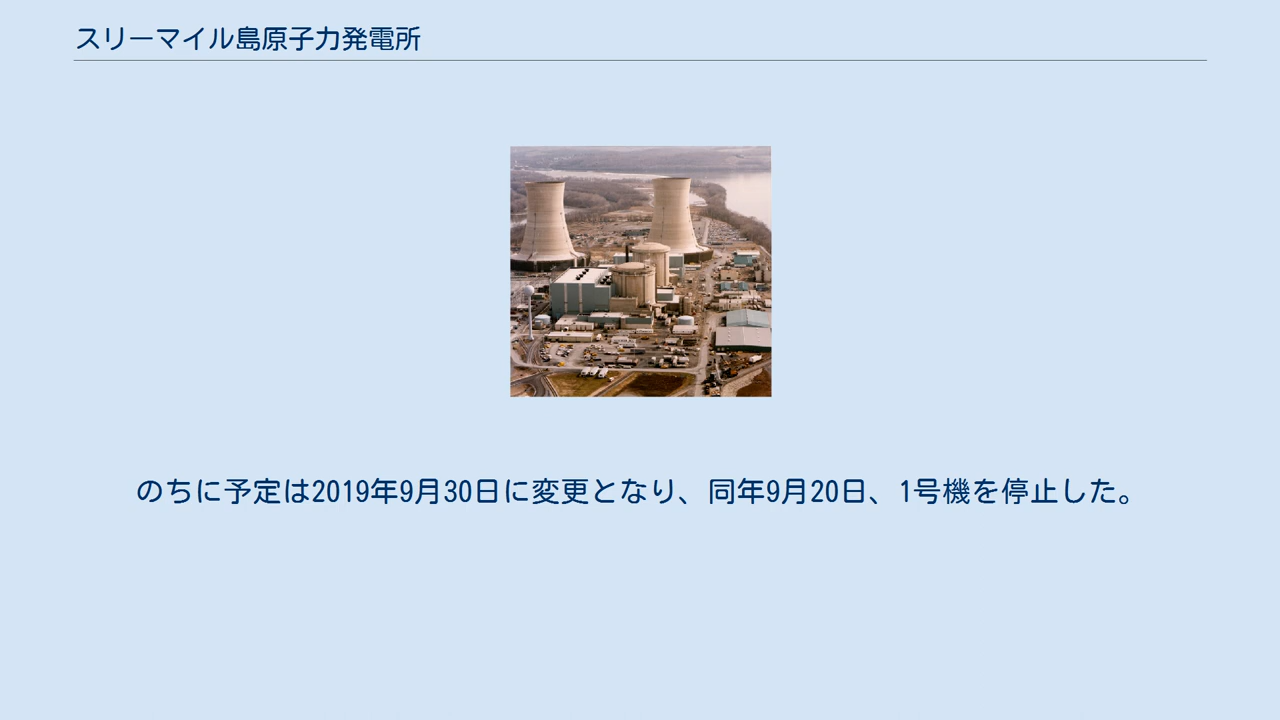 スリーマイル島原子力発電所
のちに予定は2019年9月30日に変更となり、同年9月20日、1号機を停止した。